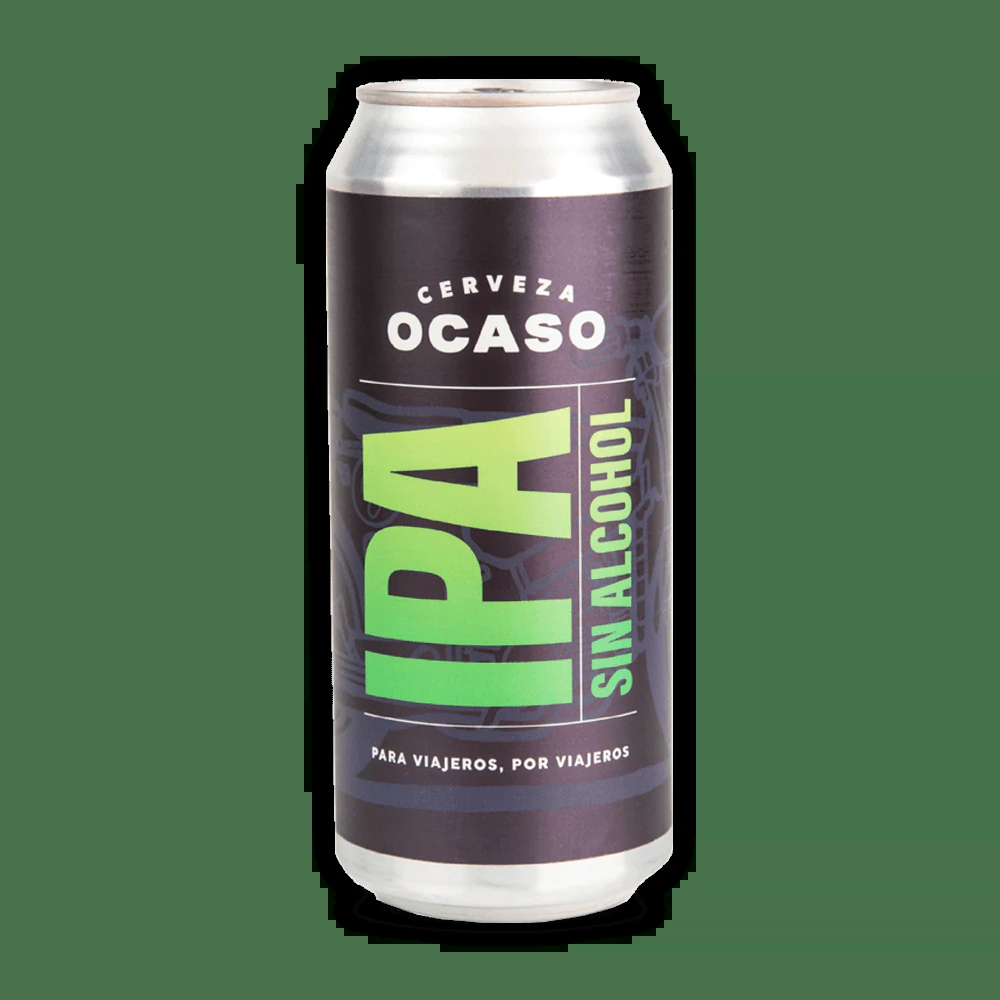 CERVEZA
OCASO
IPA
SIN ALCOHOL
PARA VIAJEROS, POR VIAJEROS